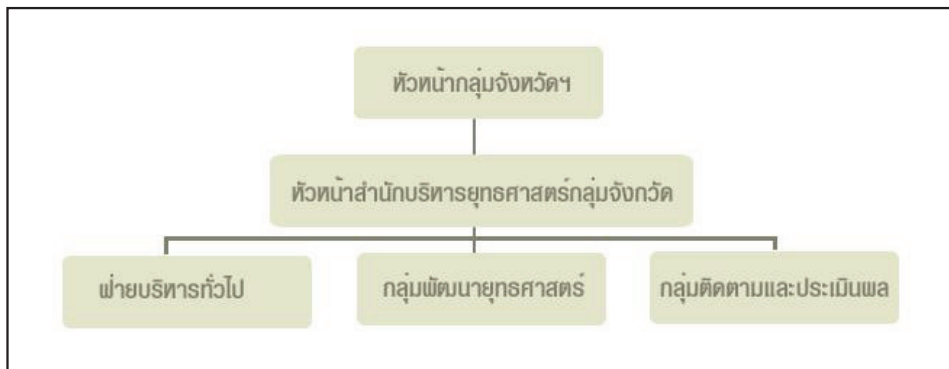 หัวหน้ากลุ่มจังหวัดฯ
หัวหน้าสำนักบริหารยุทธศาสตร์กลุ่มจังกวัด
ฝ่ายบริหารทั่วไป
กลุ่มพัฒนายุทธศาสตร์
กลุ่มติดตามและประเมินผล